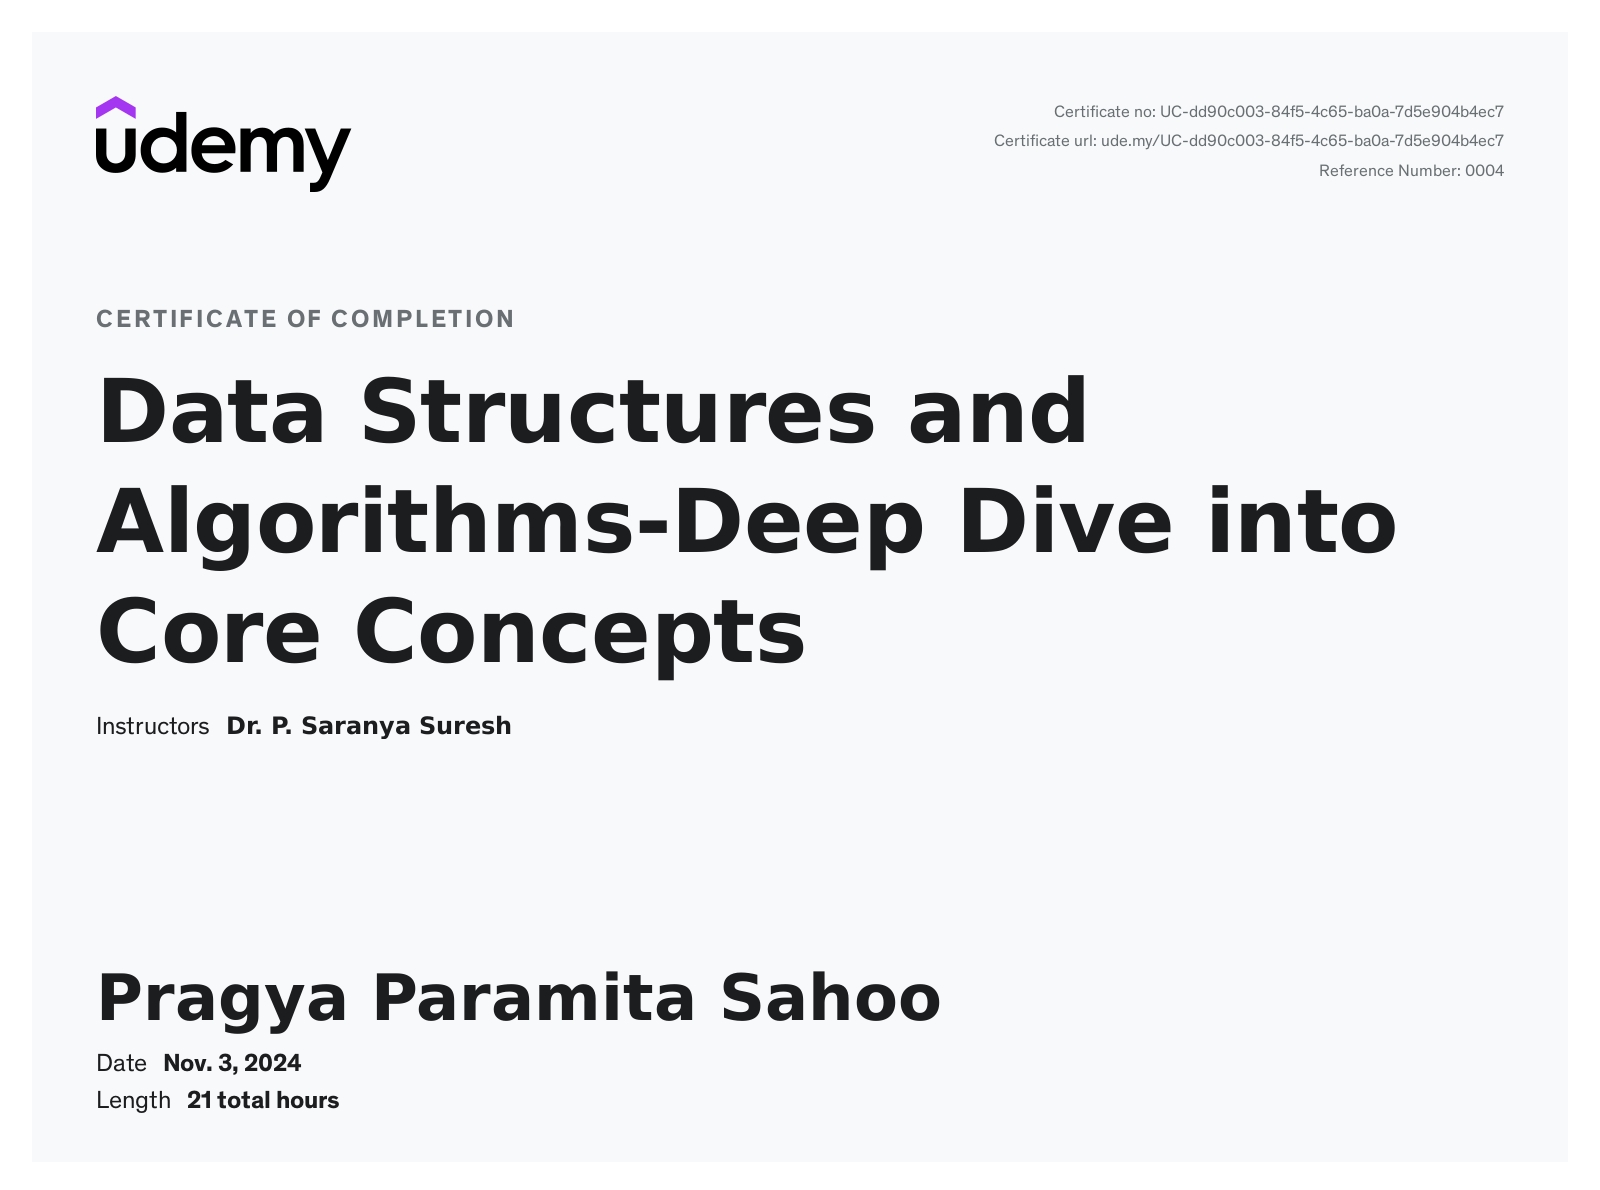 udemy
Certificate no: UC-dd90c003-84f5-4c65-ba0a-7d5e904b4ec7
Certificate url: ude.my/UC-dd90c003-84f5-4c65-ba0a-7d5e904b4ec7
Reference Number: 0004
CERTIFICATE OF COMPLETION
Data Structures and
Algorithms-Deep Dive into
Core Concepts
Instructors Dr. P. Saranya Suresh
Pragya Paramita Sahoo
Date Nov. 3, 2024
Length 21 total hours